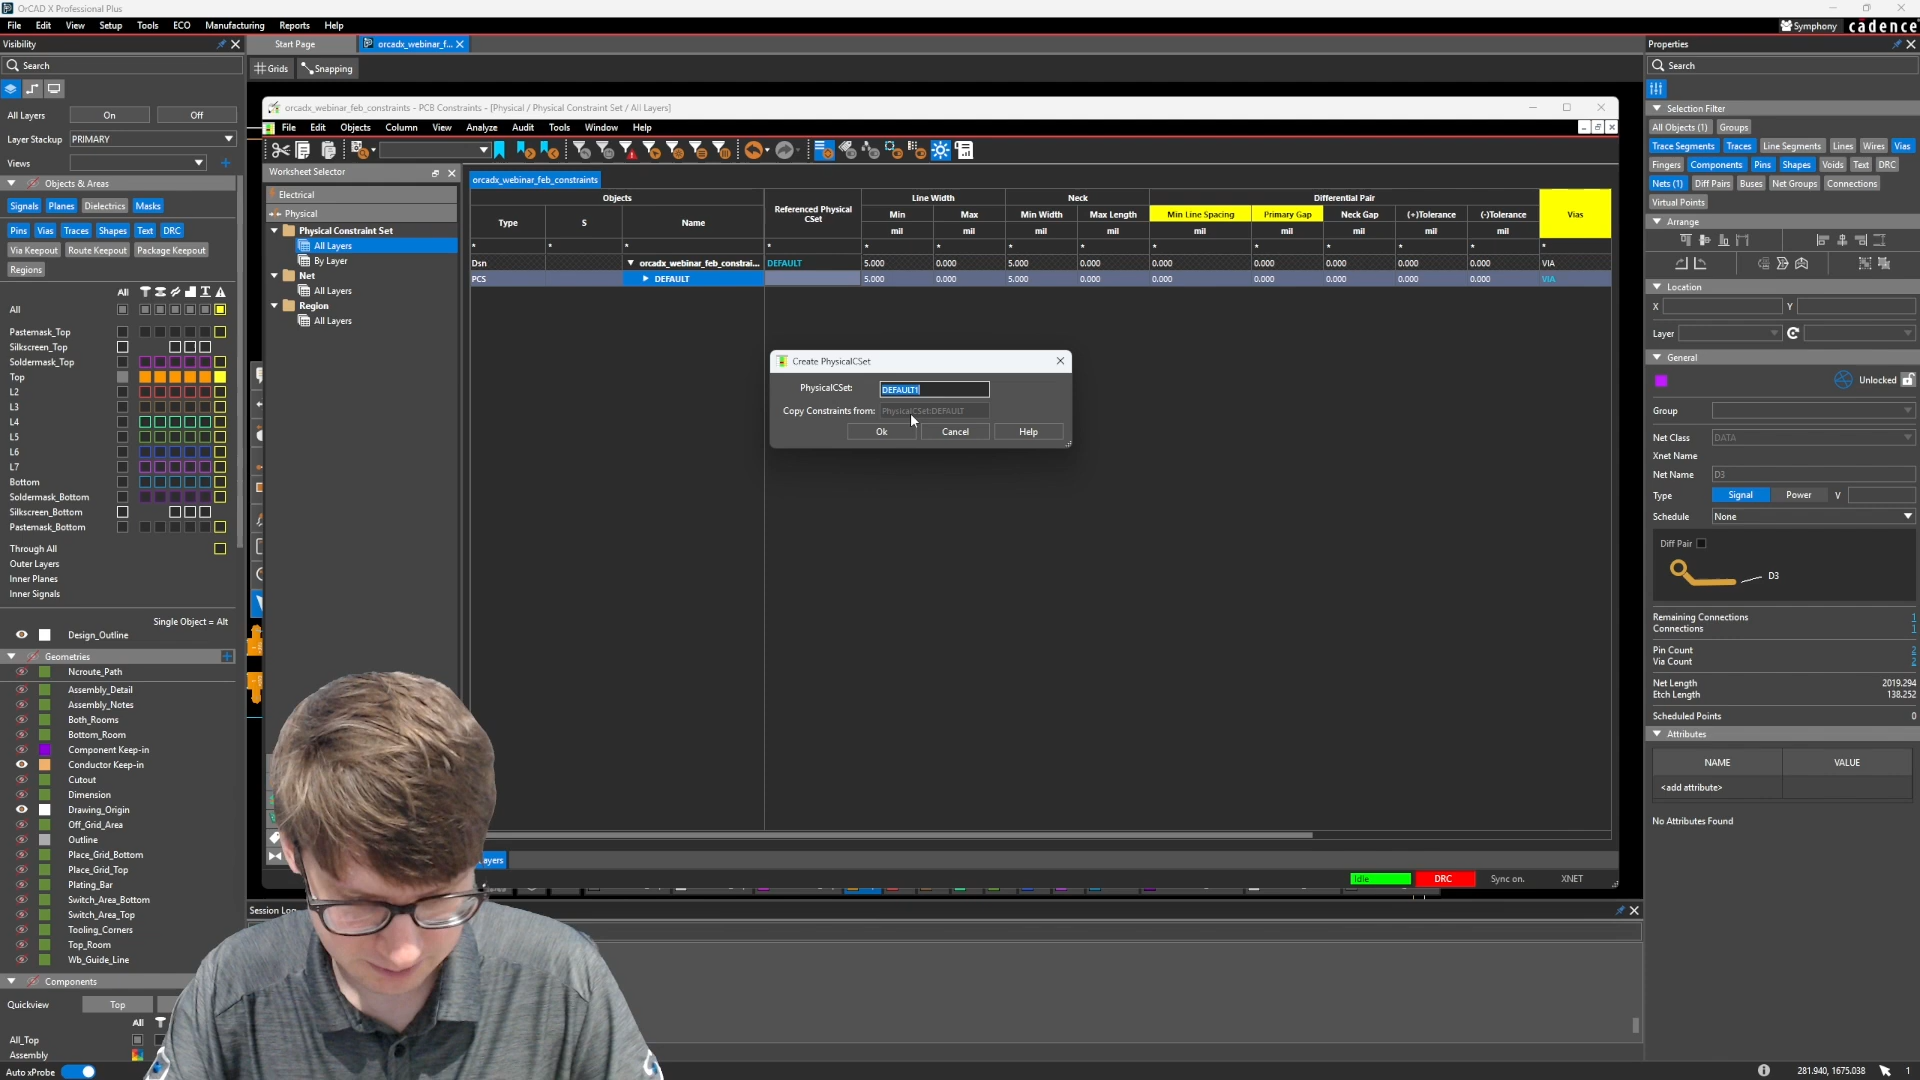 OrCAD X Professional Plus
File Edit View Setup Tools ECO Manufacturing Reports Help
Symphony cadence
Visibility
Start Page
orcadx_webinar_f...
Properties
Search
Grids Snapping
Search
All Layers On Off
Layer Stackup PRIMARY
Views
Objects & Areas
Signals Planes Dielectrics Masks
Pins Vias Traces Shapes Text DRC
Via Keepout Route Keepout Package Keepout
Regions
All
All
Pastemask_Top
Silkscreen_Top
Soldermask_Top
Top
L2
L3
L4
L5
L6
L7
Bottom
Soldermask_Bottom
Silkscreen_Bottom
Pastemask_Bottom
Through All
Outer Layers
Inner Planes
Inner Signals
Single Object = Alt
Design_Outline
Geometries
Ncroute_Path
Assembly_Detail
Assembly_Notes
Both_Rooms
Bottom_Room
Component Keep-in
Conductor Keep-in
Cutout
Dimension
Drawing_Origin
Off_Grid_Area
Outline
Place_Grid_Bottom
Place_Grid_Top
Plating_Bar
Switch_Area_Bottom
Switch_Area_Top
Tooling_Corners
Top_Room
Wb_Guide_Line
Components
Quickview Top
All
All_Top
Assembly
Auto xProbe
orcadx_webinar_feb_constraints - PCB Constraints - [Physical / Physical Constraint Set / All Layers]
File Edit Objects Column View Analyze Audit Tools Window Help
Worksheet Selector
Electrical
Physical
Physical Constraint Set
All Layers
By Layer
Net
All Layers
Region
All Layers
orcadx_webinar_feb_constraints
Objects Referenced Physical CSet Line Width Neck Differential Pair Vias
Type S Name Min Max Min Width Max Length Min Line Spacing Primary Gap Neck Gap (+)Tolerance (-)Tolerance
mil mil mil mil mil mil mil mil mil
* * * * * * * * * * * * * *
Dsn orcadx_webinar_feb_constrai... DEFAULT 5.000 0.000 5.000 0.000 0.000 0.000 0.000 0.000 0.000 VIA
PCS DEFAULT 5.000 0.000 5.000 0.000 0.000 0.000 0.000 0.000 0.000 VIA
Create PhysicalCSet
PhysicalCSet: DEFAULT1
Copy Constraints from: PhysicalCSet:DEFAULT
Ok Cancel Help
ayers
Idle DRC Sync on. XNET
Session Log
Selection Filter
All Objects (1) Groups
Trace Segments Traces Line Segments Lines Wires Vias
Fingers Components Pins Shapes Voids Text DRC
Nets (1) Diff Pairs Buses Net Groups Connections
Virtual Points
Arrange
Location
X Y
Layer
General
Unlocked
Group
Net Class DATA
Xnet Name
Net Name D3
Type Signal Power V
Schedule None
Diff Pair
D3
Remaining Connections 1
Connections 1
Pin Count 2
Via Count 2
Net Length 2019.294
Etch Length 138.252
Scheduled Points 0
Attributes
NAME VALUE
<add attribute>
No Attributes Found
281.940, 1675.038 1